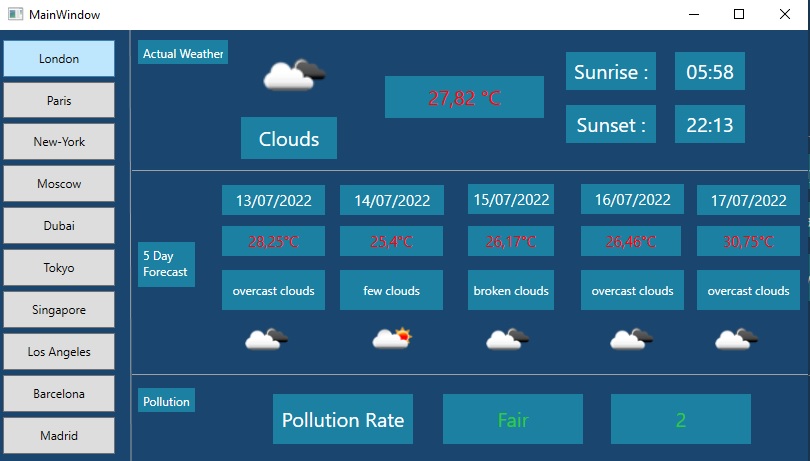 MainWindow
London
Paris
New-York
Moscow
Dubai
Tokyo
Singapore
Los Angeles
Barcelona
Madrid
Actual Weather
Clouds
27,82 °C
Sunrise : 05:58
Sunset : 22:13
5 Day
Forecast
13/07/2022 14/07/2022 15/07/2022 16/07/2022 17/07/2022
28,25°C 25,4°C 26,17°C 26,46°C 30,75°C
overcast clouds few clouds broken clouds overcast clouds overcast clouds
Pollution
Pollution Rate Fair 2